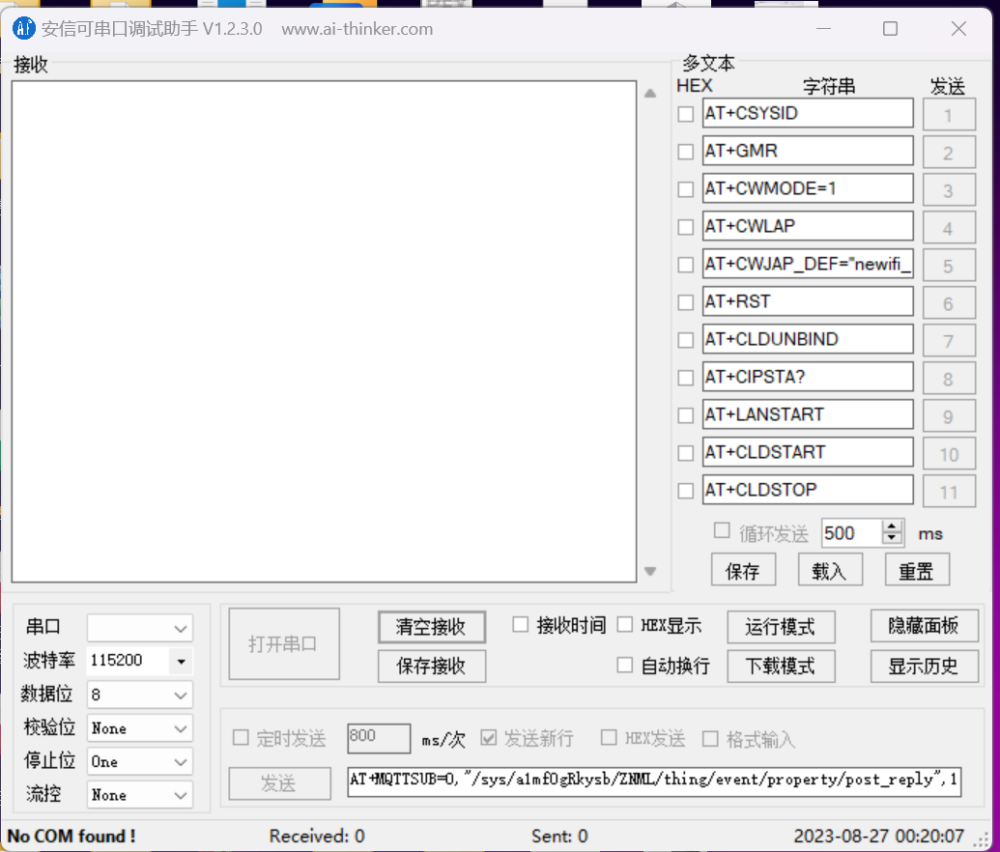 安信可串口调试助手 V1.2.3.0 www.ai-thinker.com
接收
多文本
HEX 字符串 发送
AT+CSYSID 1
AT+GMR 2
AT+CWMODE=1 3
AT+CWLAP 4
AT+CWJAP_DEF="newifi_ 5
AT+RST 6
AT+CLDUNBIND 7
AT+CIPSTA? 8
AT+LANSTART 9
AT+CLDSTART 10
AT+CLDSTOP 11
循环发送 500 ms
保存 载入 重置
串口
波特率 115200
数据位 8
校验位 None
停止位 One
流控 None
打开串口
清空接收 接收时间 HEX显示 运行模式 隐藏面板
保存接收 自动换行 下载模式 显示历史
定时发送 800 ms/次 发送新行 HEX发送 格式输入
发送 AT+MQTTSUB=0,"/sys/a1mfOgRkysb/ZNML/thing/event/property/post_reply",1
No COM found ! Received: 0 Sent: 0 2023-08-27 00:20:07